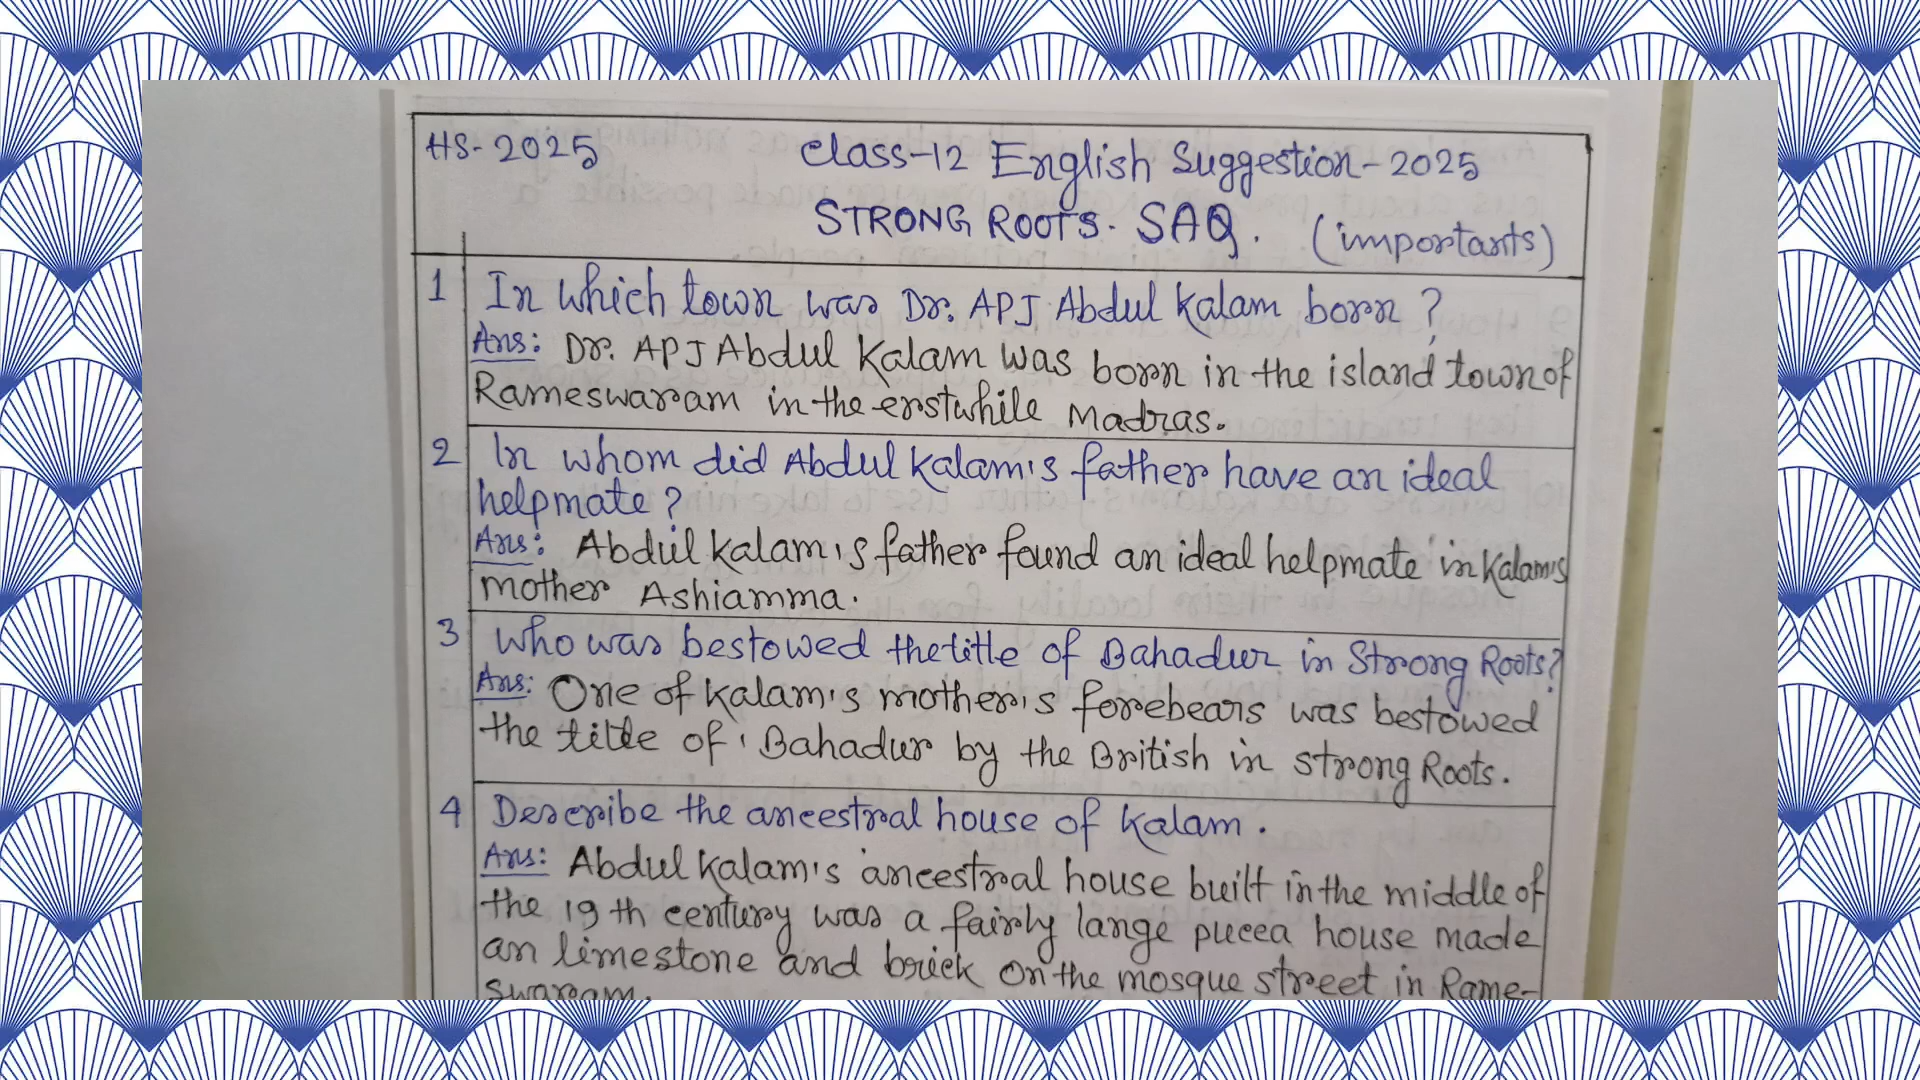 HS-2025
Class-12 English Suggestion-2025
STRONG ROOTS. SAQ. (importants)
1 In which town was Dr. APJ Abdul Kalam born?
Ans: Dr. APJ Abdul Kalam was born in the island town of
Rameswaram in the erstwhile Madras.
2 In whom did Abdul Kalam's father have an ideal
helpmate?
Ans: Abdul Kalam's father found an ideal helpmate in Kalam's
mother Ashiamma.
3 Who was bestowed the title of Bahadur in Strong Roots?
Ans: One of Kalam's mother's forebears was bestowed
the title of 'Bahadur by the British in Strong Roots.
4 Describe the ancestral house of Kalam.
Ans: Abdul Kalam's ancestral house built in the middle of
the 19th century was a fairly large pucca house made
an limestone and brick on the mosque street in Rame-
swaram.